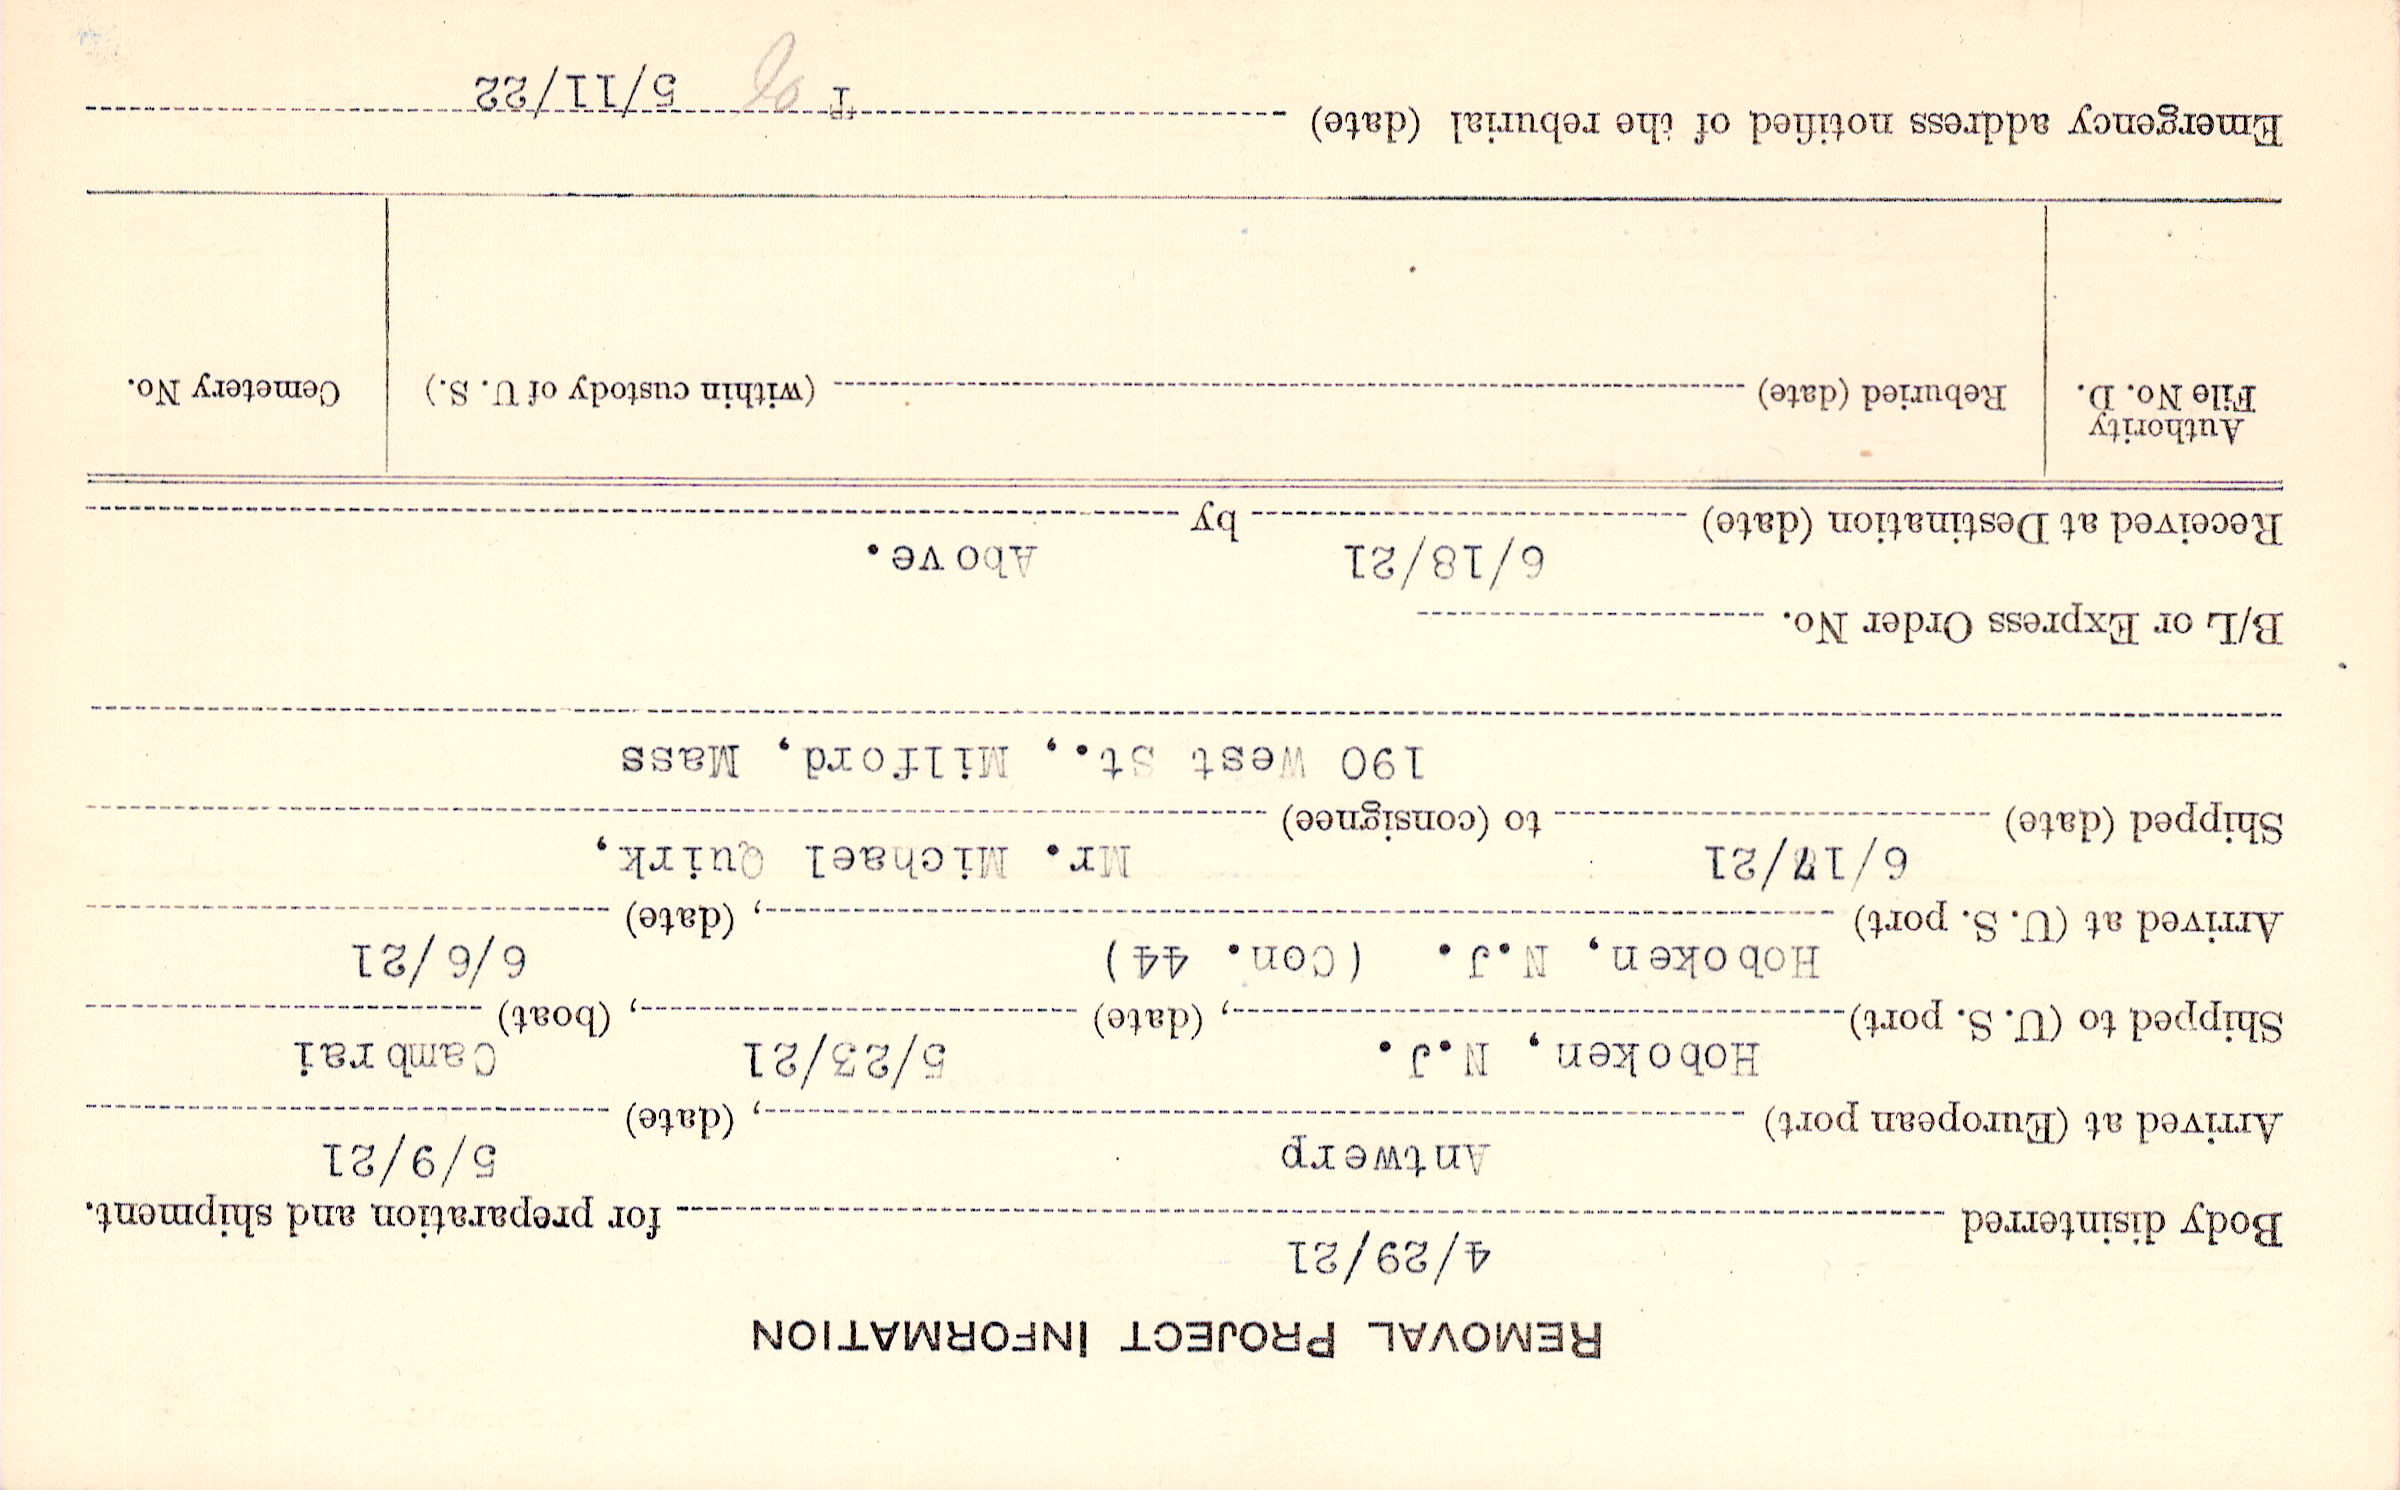 REMOVAL PROJECT INFORMATION
4/29/21
Body disinterred for preparation and shipment.
Antwerp 5/9/21
Arrived at (European port) , (date)
Hoboken, N.J. 5/23/21 Cambrai
Shipped to (U. S. port) , (date) , (boat)
Hoboken, N.J. (Con. 44) 6/6/21
Arrived at (U. S. port) , (date)
6/17/21 Mr. Michael Quirk,
Shipped (date) to (consignee)
190 West St., Milford, Mass
B/L or Express Order No.
6/18/21 Above.
Received at Destination (date) by
Authority
File No. D. Reburied (date) (within custody of U. S.) Cemetery No.
Emergency address notified of the reburial (date) 5/11/22